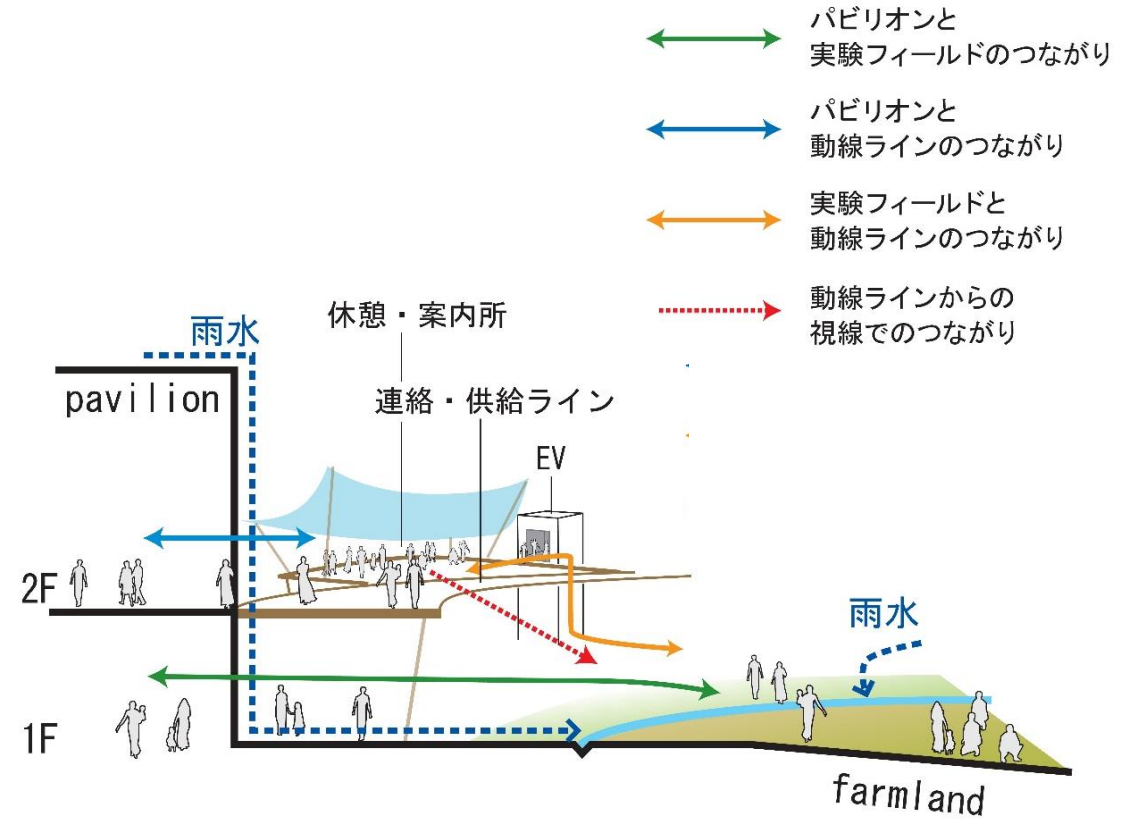 パビリオンと
実験フィールドのつながり
パビリオンと
動線ラインのつながり
実験フィールドと
動線ラインのつながり
動線ラインからの
視線でのつながり
休憩・案内所
雨水
連絡・供給ライン
pavilion
EV
2F
雨水
1F
farmland